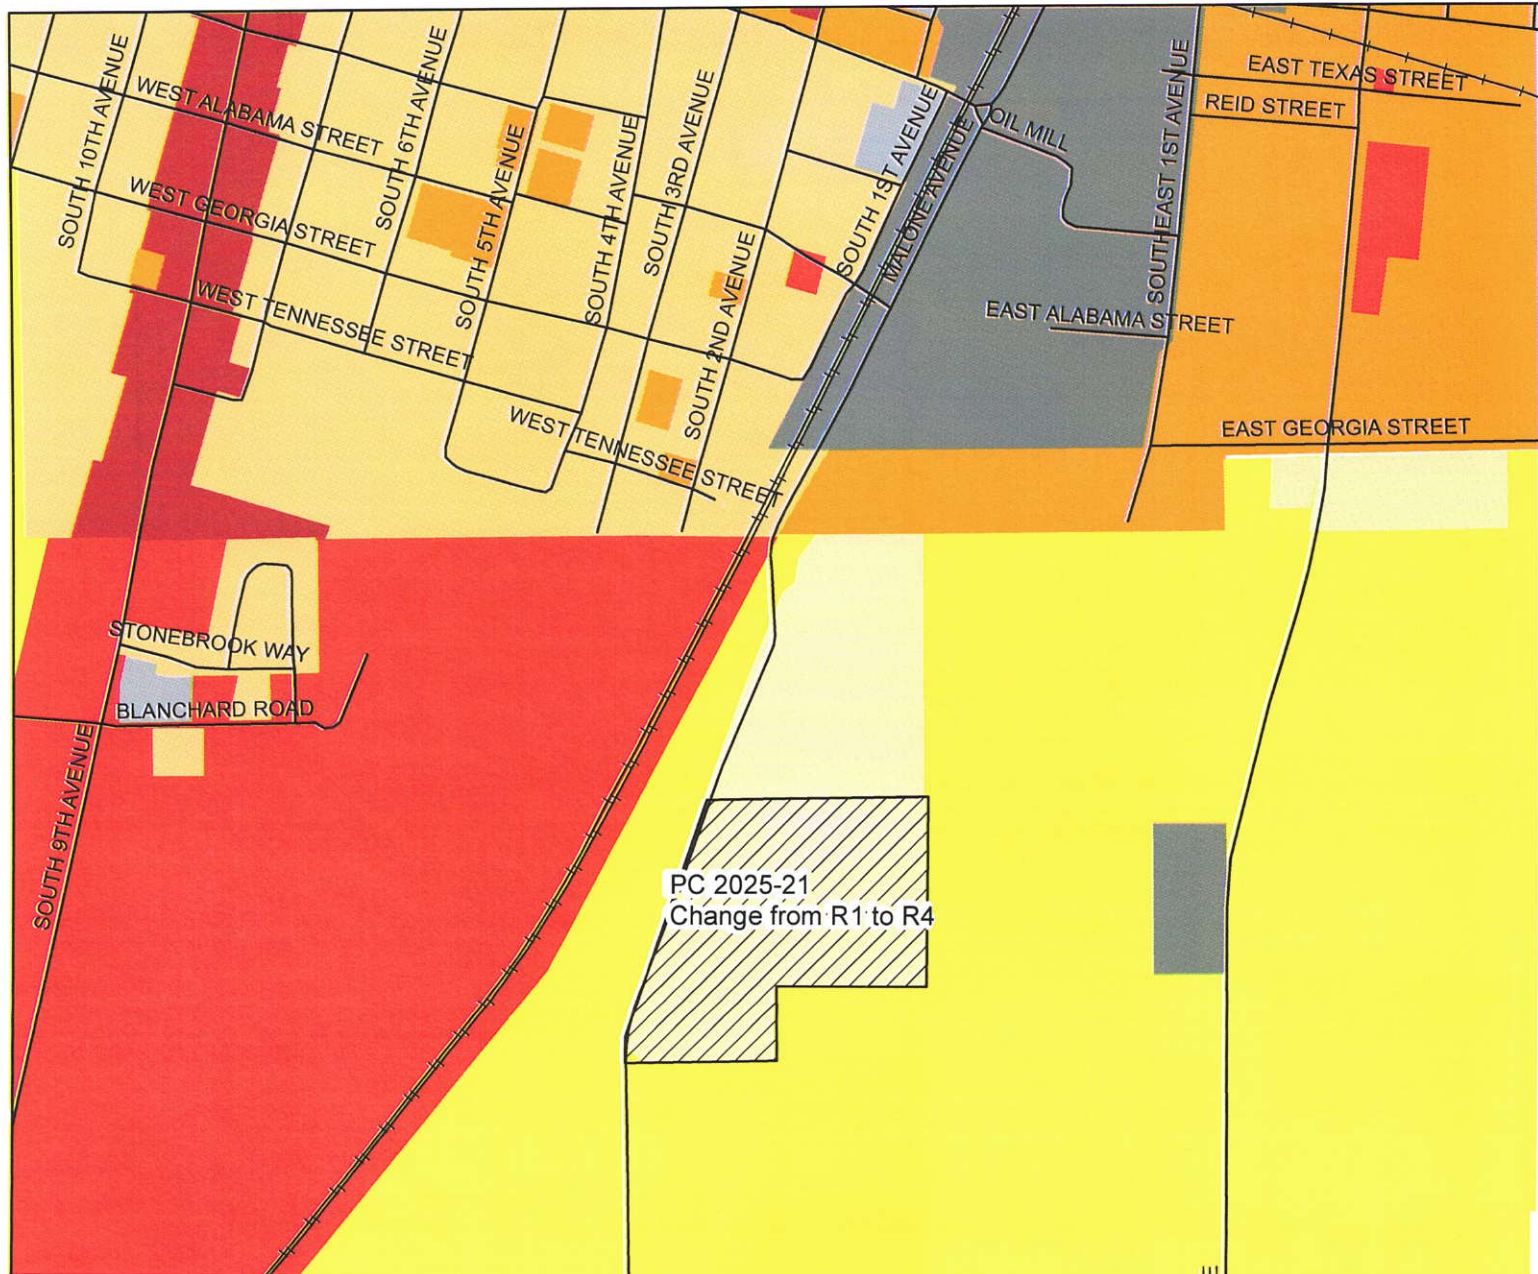 EAST TEXAS STREET
REID STREET
SOUTH 10TH AVENUE
WEST ALABAMA STREET
SOUTH 6TH AVENUE
SOUTH 5TH AVENUE
SOUTH 4TH AVENUE
SOUTH 3RD AVENUE
SOUTH 1ST AVENUE
MALONE AVENUE
OIL MILL
SOUTHEAST 1ST AVENUE
WEST GEORGIA STREET
SOUTH 2ND AVENUE
EAST ALABAMA STREET
WEST TENNESSEE STREET
WEST TENNESSEE STREET
EAST GEORGIA STREET
STONEBROOK WAY
BLANCHARD ROAD
SOUTH 9TH AVENUE
PC 2025-21
Change from R1 to R4